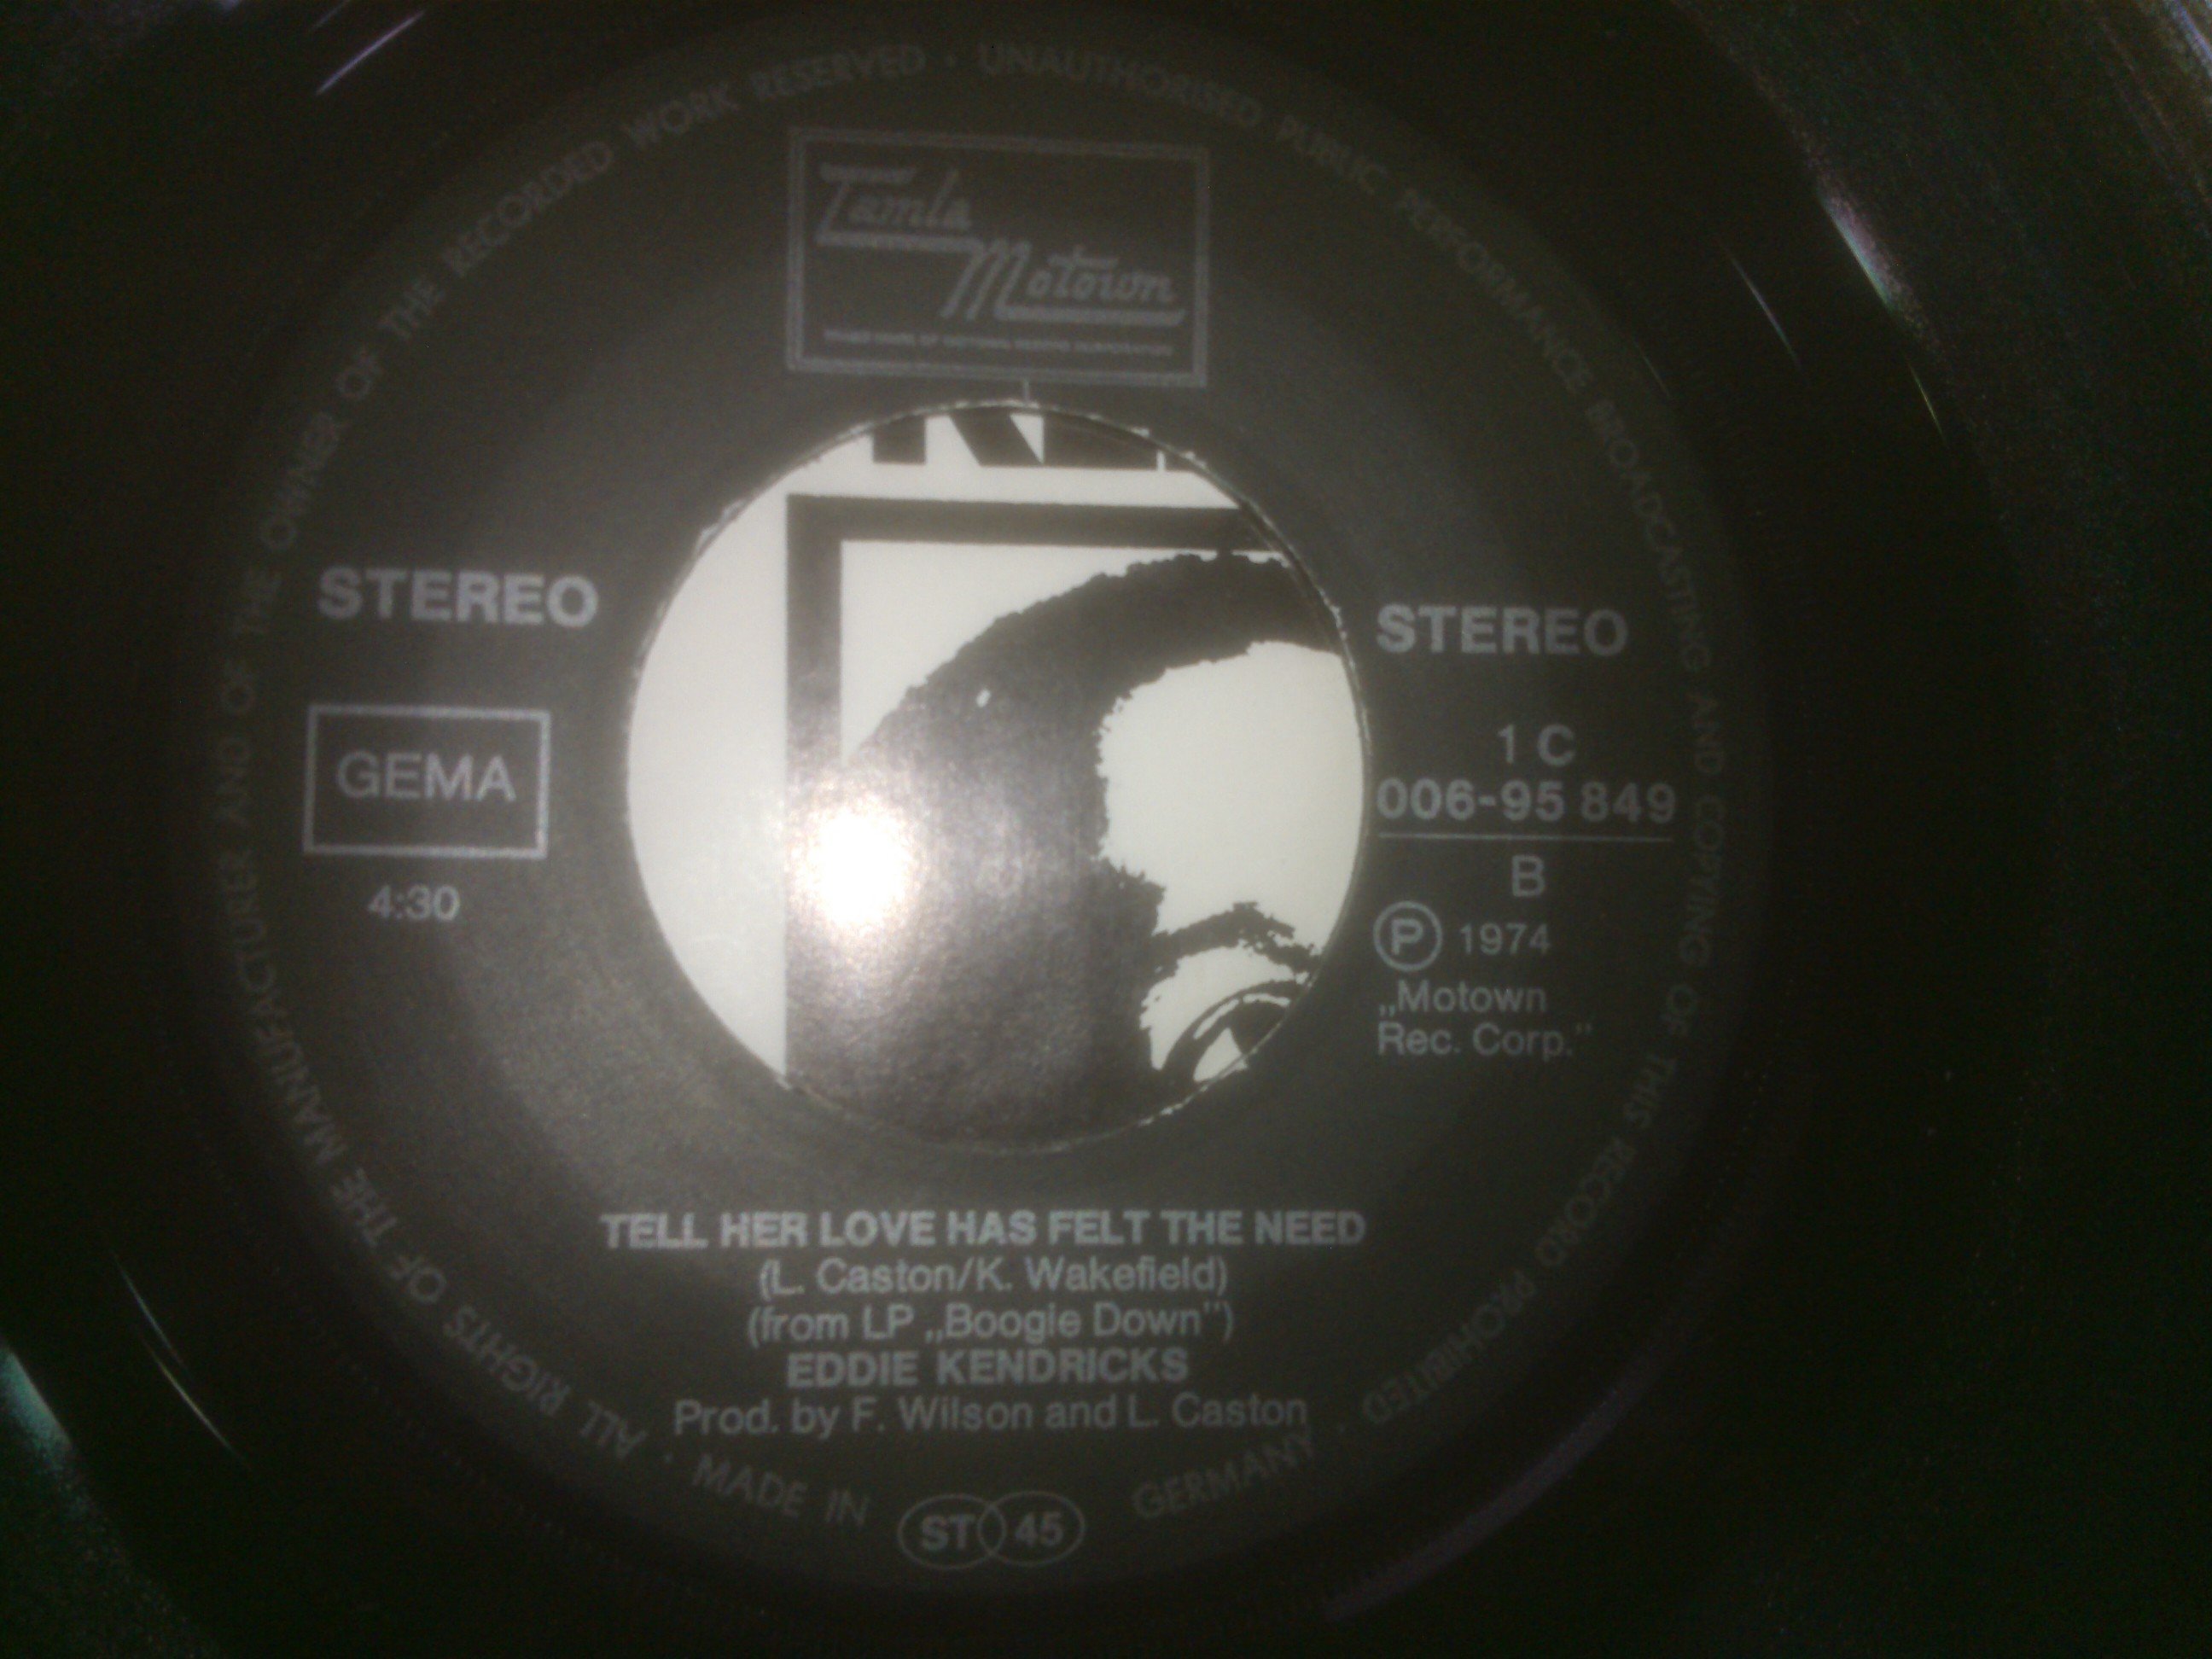 ALL RIGHTS OF THE MANUFACTURER AND OF THE OWNER OF THE RECORDED WORK RESERVED · UNAUTHORISED PUBLIC PERFORMANCE BROADCASTING AND COPYING OF THIS RECORD PROHIBITED ·
Tamla
Motown
STEREO
GEMA
4:30
STEREO
1 C
006-95 849
B
Ⓟ 1974
„Motown
Rec. Corp."
TELL HER LOVE HAS FELT THE NEED
(L. Caston/K. Wakefield)
(from LP „Boogie Down")
EDDIE KENDRICKS
Prod. by F. Wilson and L. Caston
· MADE IN GERMANY ·
ST 45